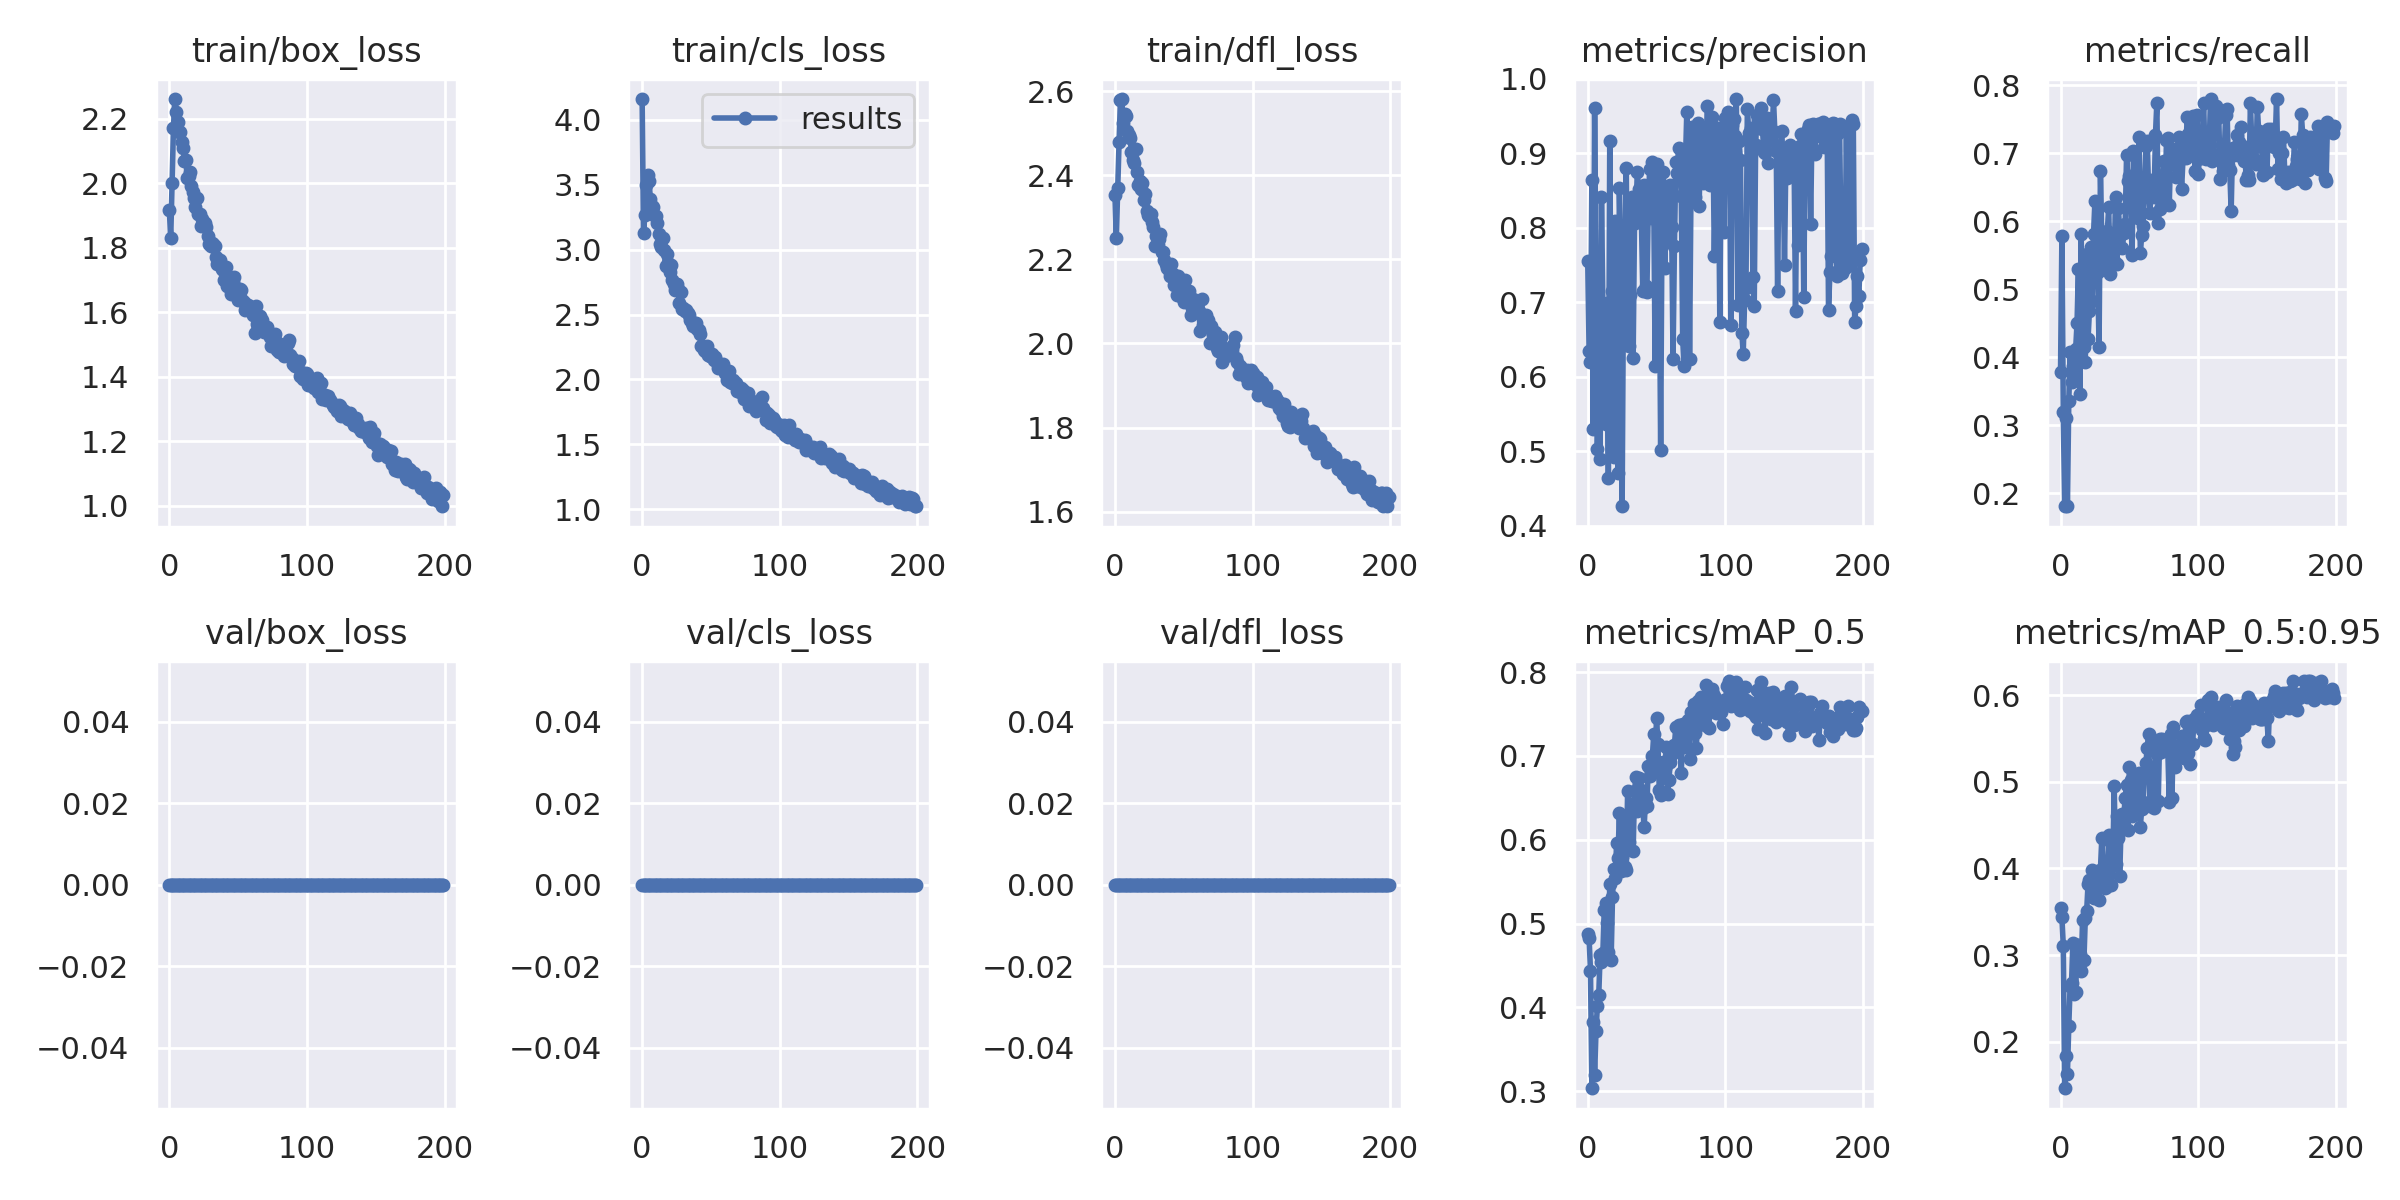 train/box_loss
2.2
2.0
1.8
1.6
1.4
1.2
1.0
0 100 200
train/cls_loss
results
4.0
3.5
3.0
2.5
2.0
1.5
1.0
0 100 200
train/dfl_loss
2.6
2.4
2.2
2.0
1.8
1.6
0 100 200
metrics/precision
1.0
0.9
0.8
0.7
0.6
0.5
0.4
0 100 200
metrics/recall
0.8
0.7
0.6
0.5
0.4
0.3
0.2
0 100 200
val/box_loss
0.04
0.02
0.00
−0.02
−0.04
0 100 200
val/cls_loss
0.04
0.02
0.00
−0.02
−0.04
0 100 200
val/dfl_loss
0.04
0.02
0.00
−0.02
−0.04
0 100 200
metrics/mAP_0.5
0.8
0.7
0.6
0.5
0.4
0.3
0 100 200
metrics/mAP_0.5:0.95
0.6
0.5
0.4
0.3
0.2
0 100 200